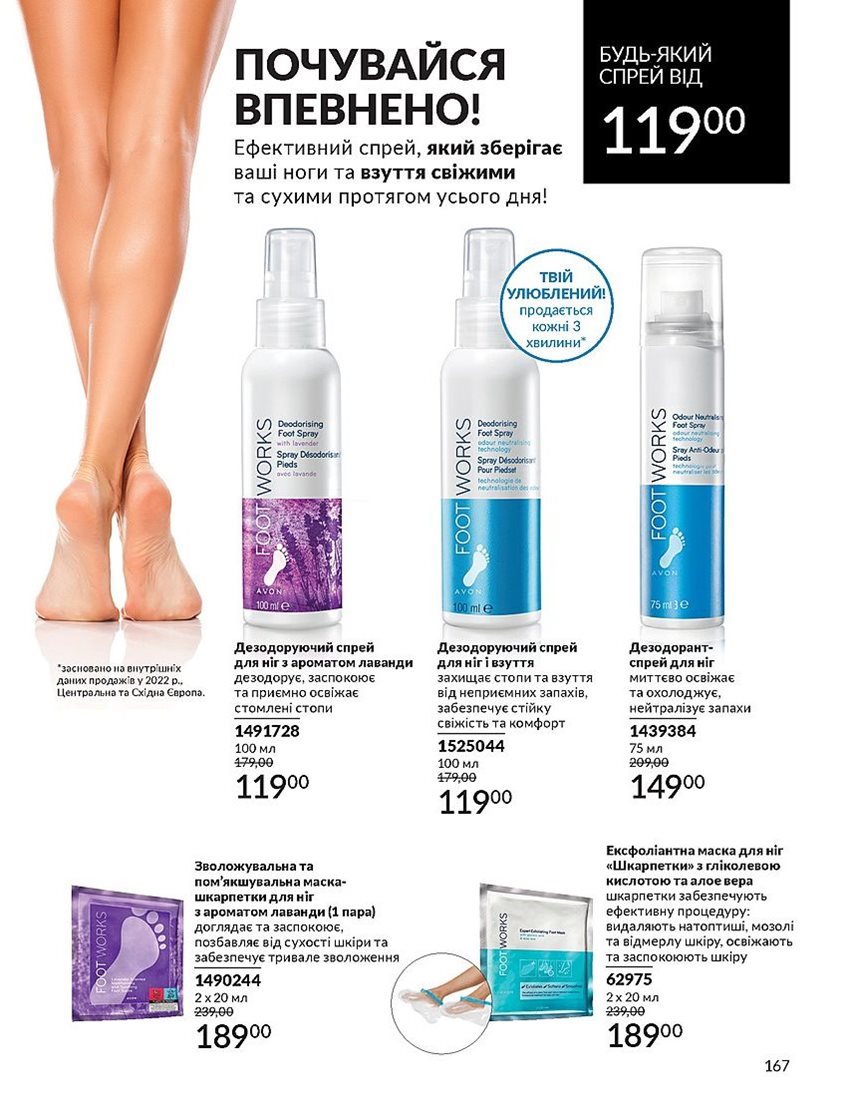 ПОЧУВАЙСЯ
ВПЕВНЕНО!
Ефективний спрей, який зберігає
ваші ноги та взуття свіжими
та сухими протягом усього дня!
БУДЬ-ЯКИЙ
СПРЕЙ ВІД
119⁰⁰
ТВІЙ
УЛЮБЛЕНИЙ!
продається
кожні 3
хвилини*
FOOT WORKS
Deodorising
Foot Spray
with lavender
Spray Désodorisant
Pieds
avec lavande
AVON
100 ml ℮
FOOT WORKS
Deodorising
Foot Spray
odour neutralising
technology
Spray Désodorisant
Pour Piedset
technologie de
neutralisation des
AVON
100 ml ℮
FOOT WORKS
Odour Neutralis
Foot Spray
odour neutralising
technology
Sray Anti-Odeu
Pieds
AVON
75 ml ℮
*засновано на внутрішніх
даних продажів у 2022 р.,
Центральна та Східна Європа.
Дезодоруючий спрей
для ніг з ароматом лаванди
дезодорує, заспокоює
та приємно освіжає
стомлені стопи
1491728
100 мл
179,00
119⁰⁰
Дезодоруючий спрей
для ніг і взуття
захищає стопи та взуття
від неприємних запахів,
забезпечує стійку
свіжість та комфорт
1525044
100 мл
179,00
119⁰⁰
Дезодорант-
спрей для ніг
миттєво освіжає
та охолоджує,
нейтралізує запахи
1439384
75 мл
209,00
149⁰⁰
FOOT WORKS
Зволожувальна та
пом'якшувальна маска-
шкарпетки для ніг
з ароматом лаванди (1 пара)
доглядає та заспокоює,
позбавляє від сухості шкіри та
забезпечує тривале зволоження
1490244
2 х 20 мл
239,00
189⁰⁰
FOOT WORKS
Expert Exfoliating Foot Mask
Ексфоліантна маска для ніг
«Шкарпетки» з гліколевою
кислотою та алое вера
шкарпетки забезпечують
ефективну процедуру:
видаляють натоптиші, мозолі
та відмерлу шкіру, освіжають
та заспокоюють шкіру
62975
2 х 20 мл
239,00
189⁰⁰
167